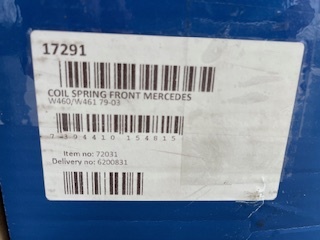 17291
COIL SPRING FRONT MERCEDES
W460/W461 79-03
7 394410 154815
Item no: 72031
Delivery no: 6200831